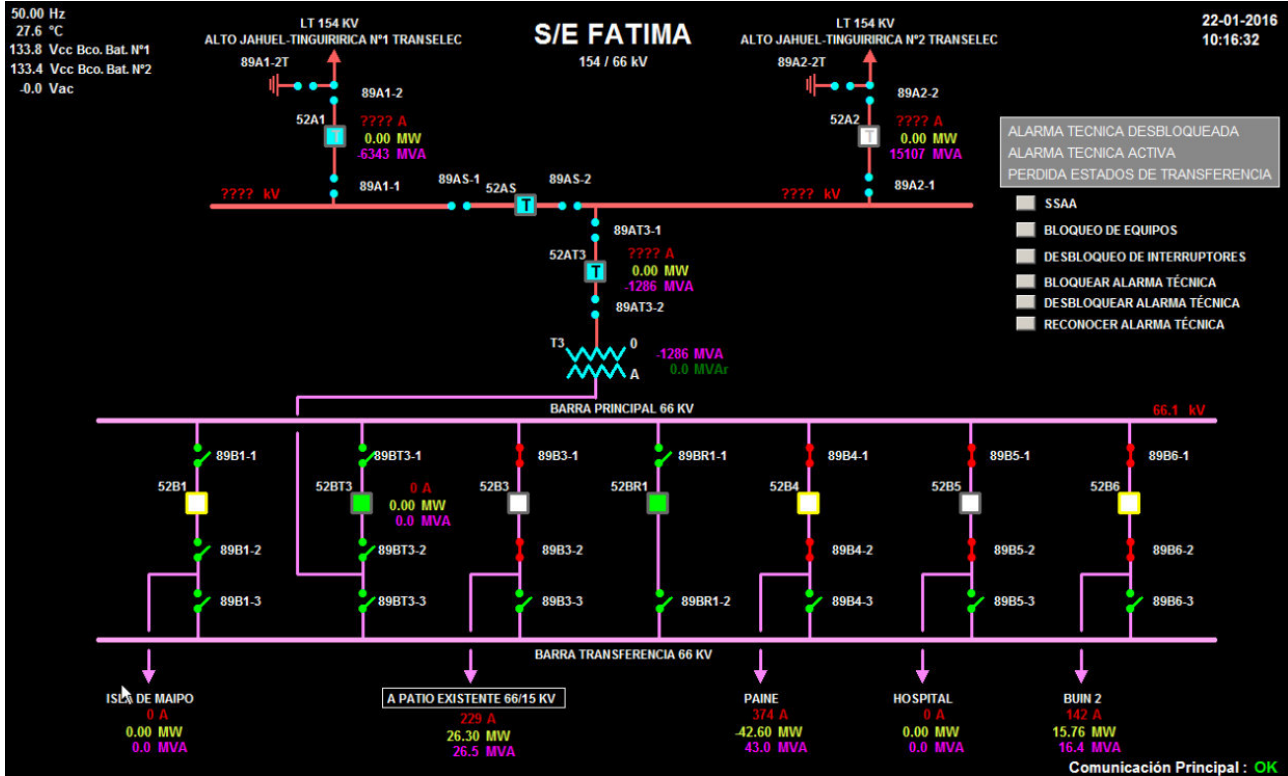 50.00 Hz
27.6 °C
133.8 Vcc Bco. Bat. Nº1
133.4 Vcc Bco. Bat. Nº2
-0.0 Vac
LT 154 KV
ALTO JAHUEL-TINGUIRIRICA Nº1 TRANSELEC
S/E FATIMA
154 / 66 kV
LT 154 KV
ALTO JAHUEL-TINGUIRIRICA Nº2 TRANSELEC
22-01-2016
10:16:32
89A1-2T
89A1-2
52A1
T
???? A
0.00 MW
-6343 MVA
89A1-1
???? kV
89A2-2T
89A2-2
52A2
T
???? A
0.00 MW
15107 MVA
89A2-1
???? kV
89AS-1
52AS
T
89AS-2
89AT3-1
52AT3
T
???? A
0.00 MW
-1286 MVA
89AT3-2
T3
0
A
-1286 MVA
0.0 MVAr
ALARMA TECNICA DESBLOQUEADA
ALARMA TECNICA ACTIVA
PERDIDA ESTADOS DE TRANSFERENCIA
SSAA
BLOQUEO DE EQUIPOS
DESBLOQUEO DE INTERRUPTORES
BLOQUEAR ALARMA TÉCNICA
DESBLOQUEAR ALARMA TÉCNICA
RECONOCER ALARMA TÉCNICA
BARRA PRINCIPAL 66 KV
66.1 kV
89B1-1
89BT3-1
89B3-1
89BR1-1
89B4-1
89B5-1
89B6-1
52B1
52BT3
0 A
0.00 MW
0.0 MVA
52B3
52BR1
52B4
52B5
52B6
89B1-2
89BT3-2
89B3-2
89B4-2
89B5-2
89B6-2
89B1-3
89BT3-3
89B3-3
89BR1-2
89B4-3
89B5-3
89B6-3
BARRA TRANSFERENCIA 66 KV
ISLA DE MAIPO
0 A
0.00 MW
0.0 MVA
A PATIO EXISTENTE 66/15 KV
229 A
26.30 MW
26.5 MVA
PAINE
374 A
-42.60 MW
43.0 MVA
HOSPITAL
0 A
0.00 MW
0.0 MVA
BUIN 2
142 A
15.76 MW
16.4 MVA
Comunicación Principal : OK